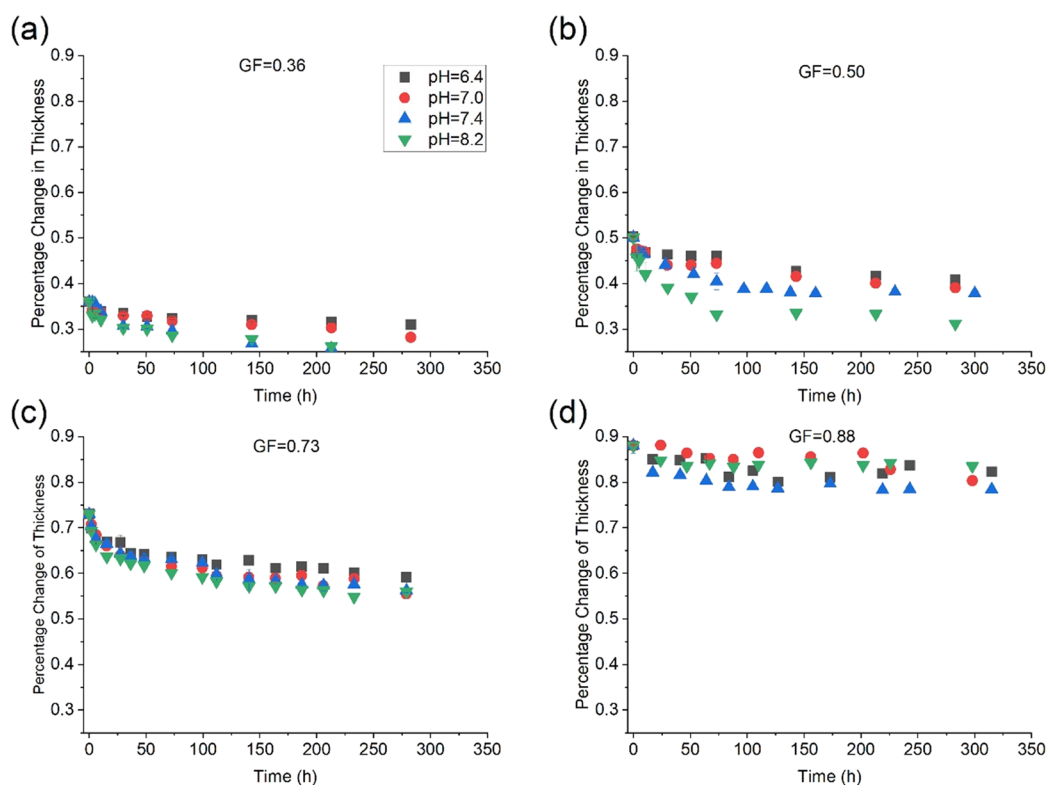 (a)
GF=0.36
pH=6.4
pH=7.0
pH=7.4
pH=8.2
Percentage Change in Thickness
0.9
0.8
0.7
0.6
0.5
0.4
0.3
0 50 100 150 200 250 300 350
Time (h)
(b)
GF=0.50
Percentage Change in Thickness
0.9
0.8
0.7
0.6
0.5
0.4
0.3
0 50 100 150 200 250 300 350
Time (h)
(c)
GF=0.73
Percentage Change of Thickness
0.9
0.8
0.7
0.6
0.5
0.4
0.3
0 50 100 150 200 250 300 350
Time (h)
(d)
GF=0.88
Percentage Change of Thickness
0.9
0.8
0.7
0.6
0.5
0.4
0.3
0 50 100 150 200 250 300 350
Time (h)